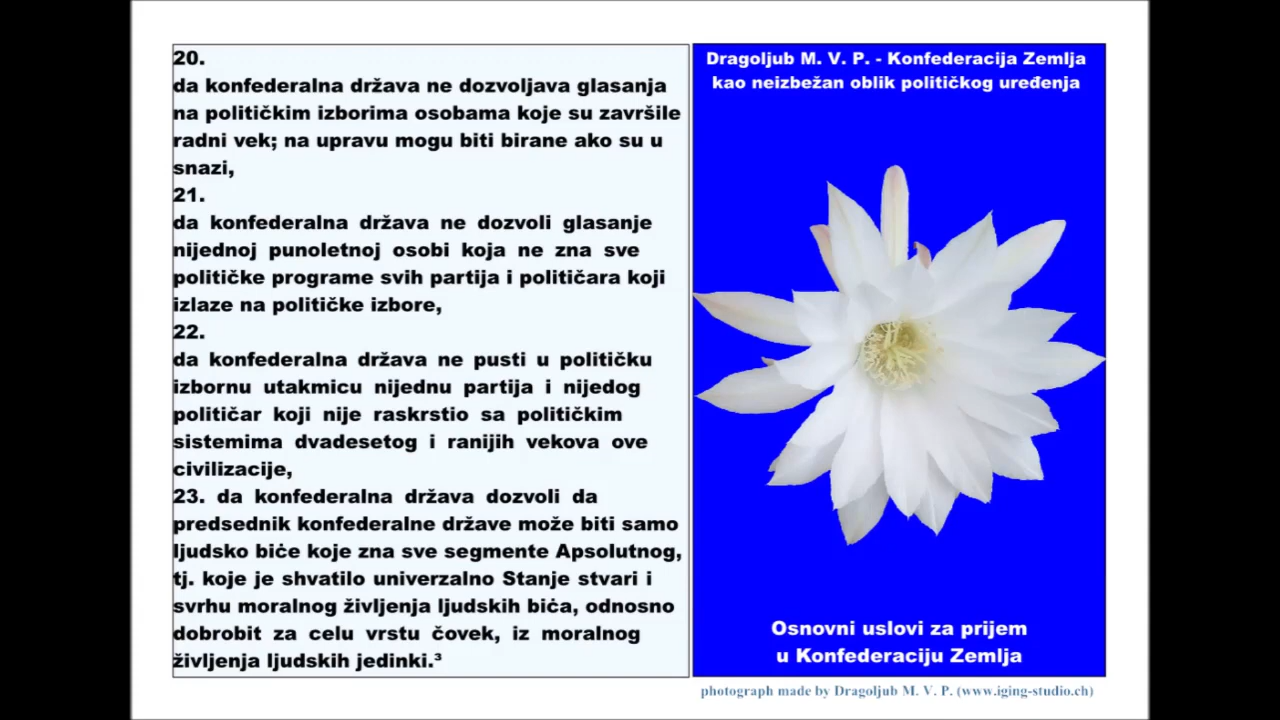 20.
da konfederalna država ne dozvoljava glasanja
na političkim izborima osobama koje su završile
radni vek; na upravu mogu biti birane ako su u
snazi,
21.
da konfederalna država ne dozvoli glasanje
nijednoj punoletnoj osobi koja ne zna sve
političke programe svih partija i političara koji
izlaze na političke izbore,
22.
da konfederalna država ne pusti u političku
izbornu utakmicu nijednu partija i nijedog
političar koji nije raskrstio sa političkim
sistemima dvadesetog i ranijih vekova ove
civilizacije,
23. da konfederalna država dozvoli da
predsednik konfederalne države može biti samo
ljudsko biće koje zna sve segmente Apsolutnog,
tj. koje je shvatilo univerzalno Stanje stvari i
svrhu moralnog življenja ljudskih bića, odnosno
dobrobit za celu vrstu čovek, iz moralnog
življenja ljudskih jedinki.³
Dragoljub M. V. P. - Konfederacija Zemlja
kao neizbežan oblik političkog uređenja
Osnovni uslovi za prijem
u Konfederaciju Zemlja
photograph made by Dragoljub M. V. P. (www.iging-studio.ch)